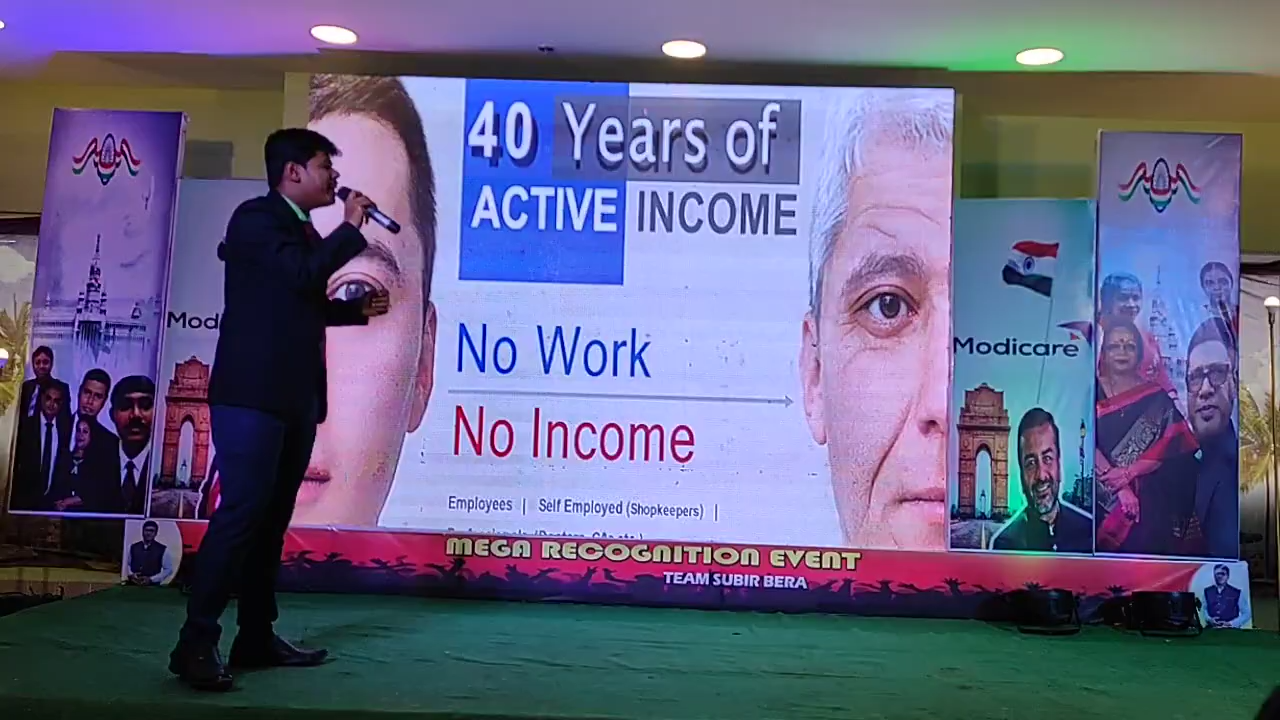 40 Years of
ACTIVE INCOME
No Work
No Income
Employees | Self Employed (Shopkeepers) |
Mod
Modicare
MEGA RECOGNITION EVENT
TEAM SUBIR BERA